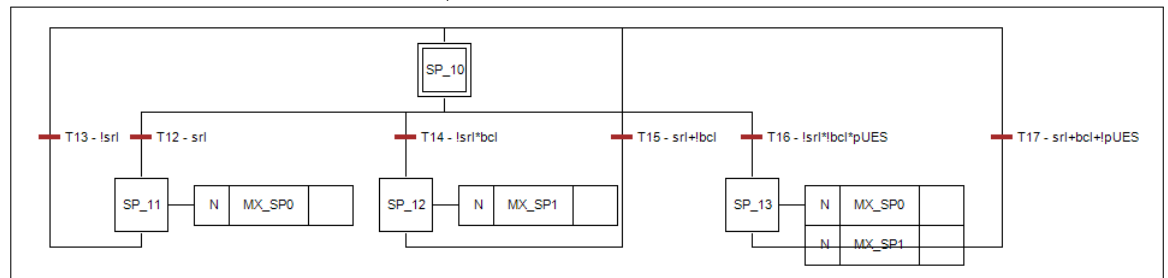 SP_10
T13 - !srl T12 - srl T14 - !srl*bcl T15 - srl+!bcl T16 - !srl*!bcl*pUES T17 - srl+bcl+!pUES
SP_11 N MX_SP0 SP_12 N MX_SP1 SP_13 N MX_SP0
N MX_SP1